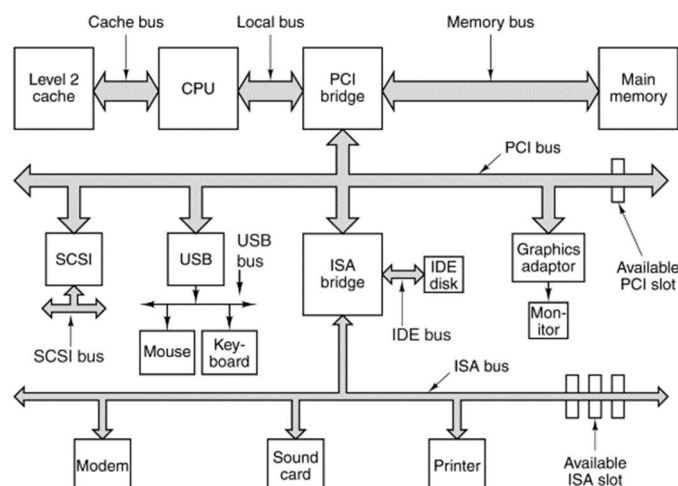 Cache bus
Local bus
Memory bus
Level 2
cache
CPU
PCI
bridge
Main
memory
PCI bus
SCSI
USB
USB
bus
ISA
bridge
IDE
disk
Graphics
adaptor
Available
PCI slot
SCSI bus
Mouse
Key-
board
IDE bus
Mon-
itor
ISA bus
Modem
Sound
card
Printer
Available
ISA slot